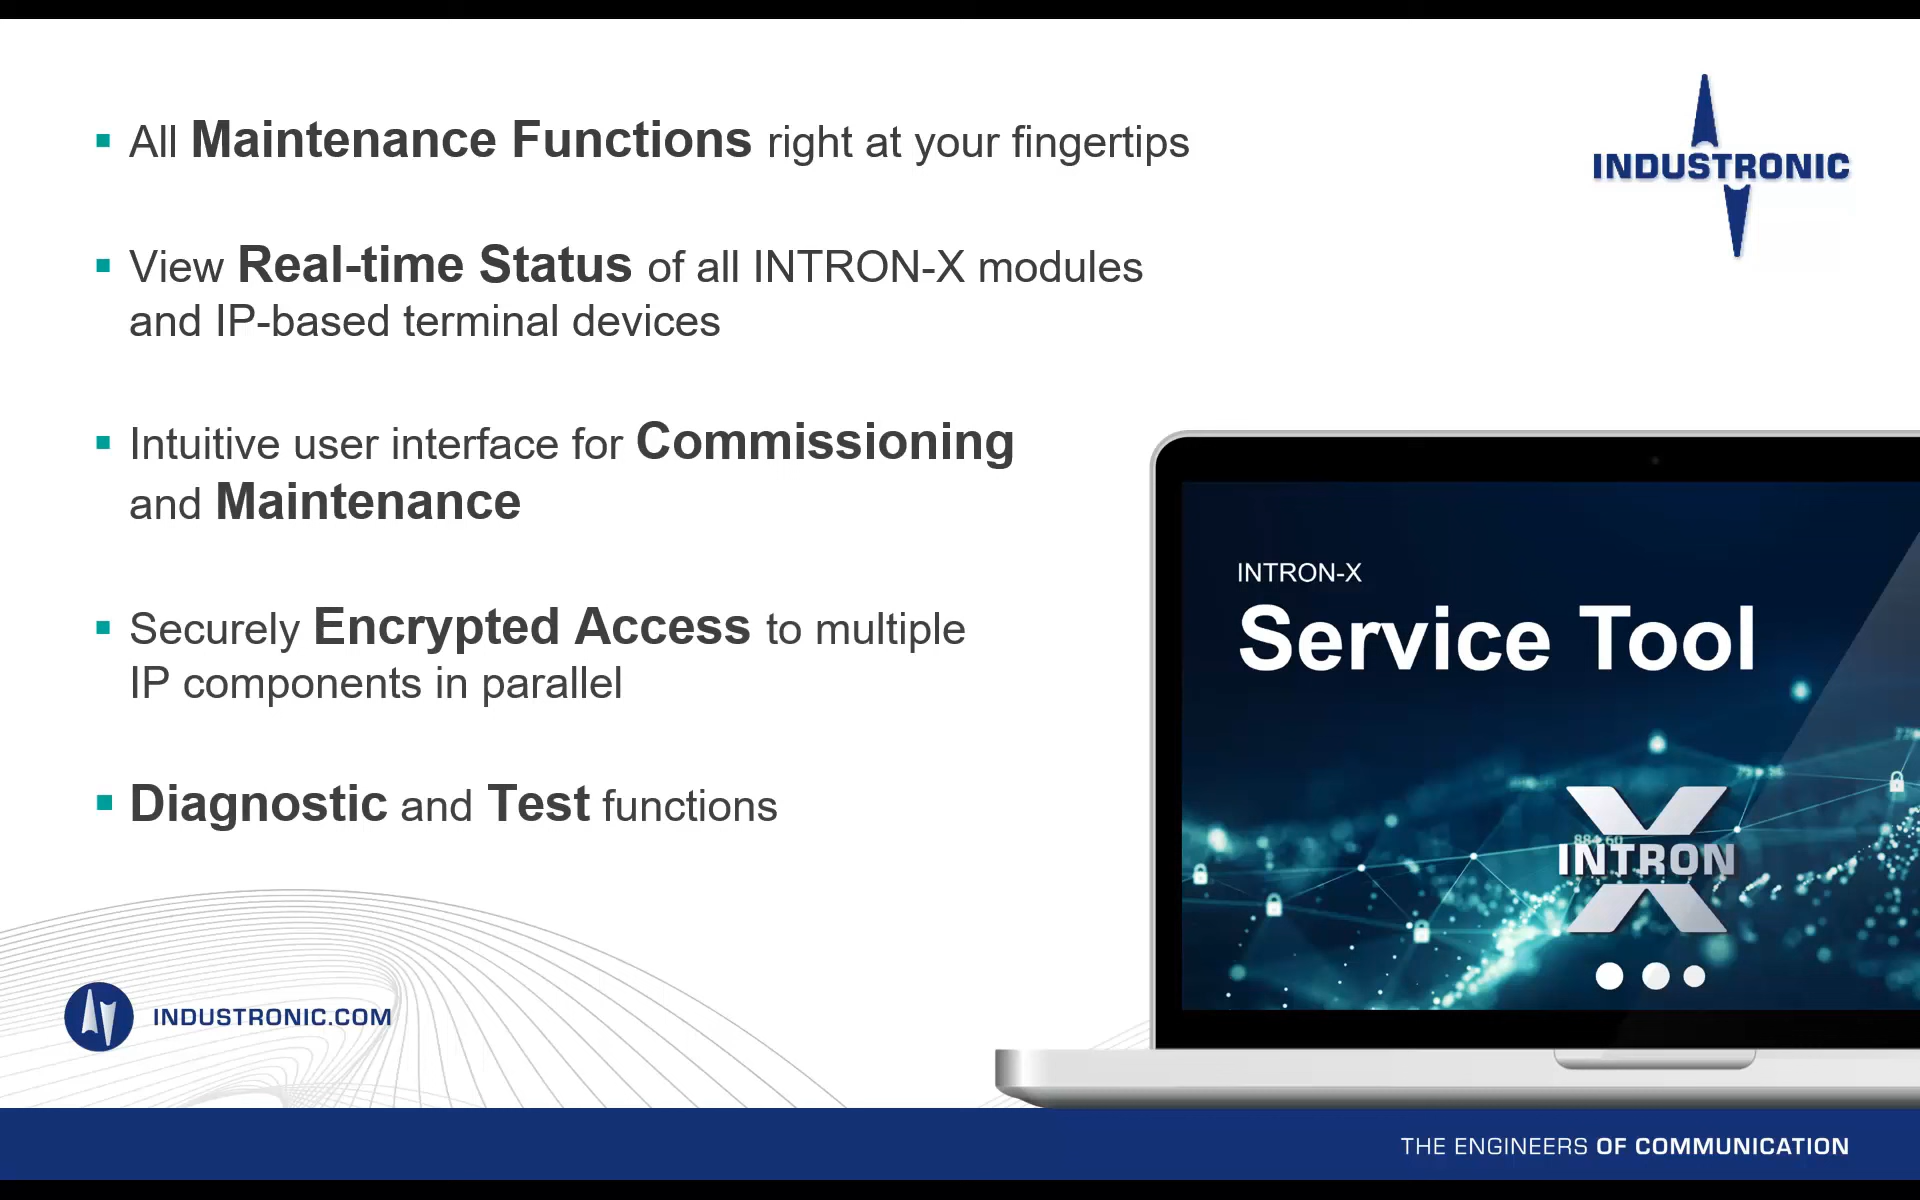 All Maintenance Functions right at your fingertips
INDUSTRONIC
View Real-time Status of all INTRON-X modules
and IP-based terminal devices
Intuitive user interface for Commissioning
and Maintenance
Securely Encrypted Access to multiple
IP components in parallel
Diagnostic and Test functions
INTRON-X
Service Tool
INTRON
INDUSTRONIC.COM
THE ENGINEERS OF COMMUNICATION